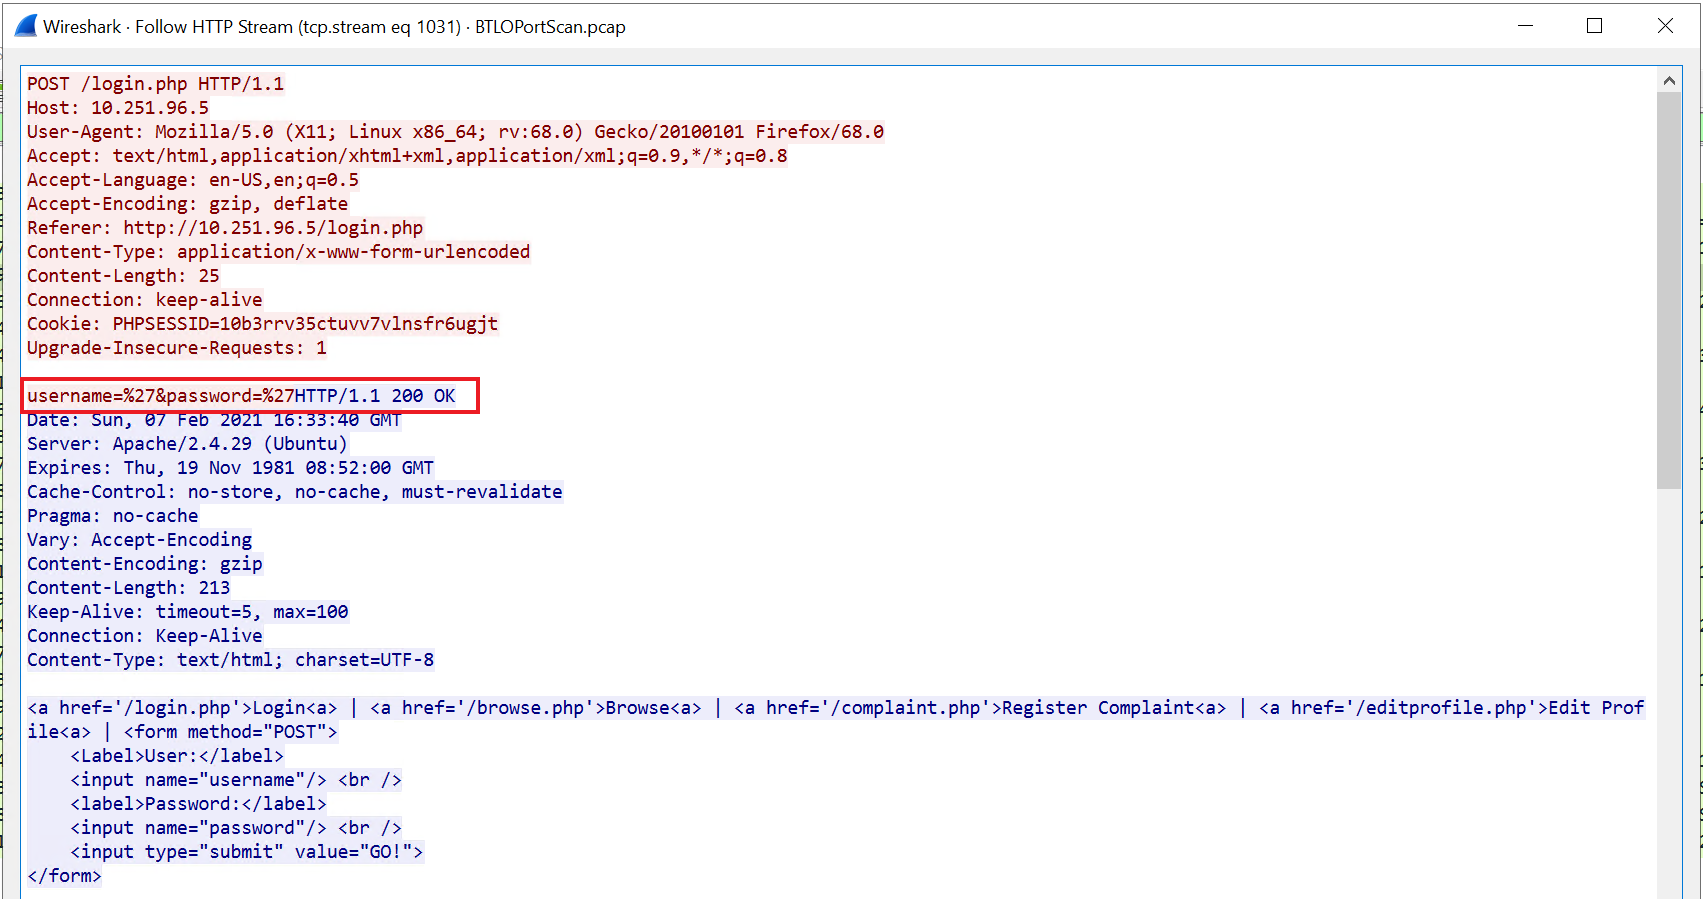 Wireshark · Follow HTTP Stream (tcp.stream eq 1031) · BTLOPortScan.pcap
POST /login.php HTTP/1.1
Host: 10.251.96.5
User-Agent: Mozilla/5.0 (X11; Linux x86_64; rv:68.0) Gecko/20100101 Firefox/68.0
Accept: text/html,application/xhtml+xml,application/xml;q=0.9,*/*;q=0.8
Accept-Language: en-US,en;q=0.5
Accept-Encoding: gzip, deflate
Referer: http://10.251.96.5/login.php
Content-Type: application/x-www-form-urlencoded
Content-Length: 25
Connection: keep-alive
Cookie: PHPSESSID=10b3rrv35ctuvv7vlnsfr6ugjt
Upgrade-Insecure-Requests: 1
username=%27&password=%27HTTP/1.1 200 OK
Date: Sun, 07 Feb 2021 16:33:40 GMT
Server: Apache/2.4.29 (Ubuntu)
Expires: Thu, 19 Nov 1981 08:52:00 GMT
Cache-Control: no-store, no-cache, must-revalidate
Pragma: no-cache
Vary: Accept-Encoding
Content-Encoding: gzip
Content-Length: 213
Keep-Alive: timeout=5, max=100
Connection: Keep-Alive
Content-Type: text/html; charset=UTF-8
<a href='/login.php'>Login<a> | <a href='/browse.php'>Browse<a> | <a href='/complaint.php'>Register Complaint<a> | <a href='/editprofile.php'>Edit Prof
ile<a> | <form method="POST">
<Label>User:</label>
<input name="username"/> <br />
<label>Password:</label>
<input name="password"/> <br />
<input type="submit" value="GO!">
</form>